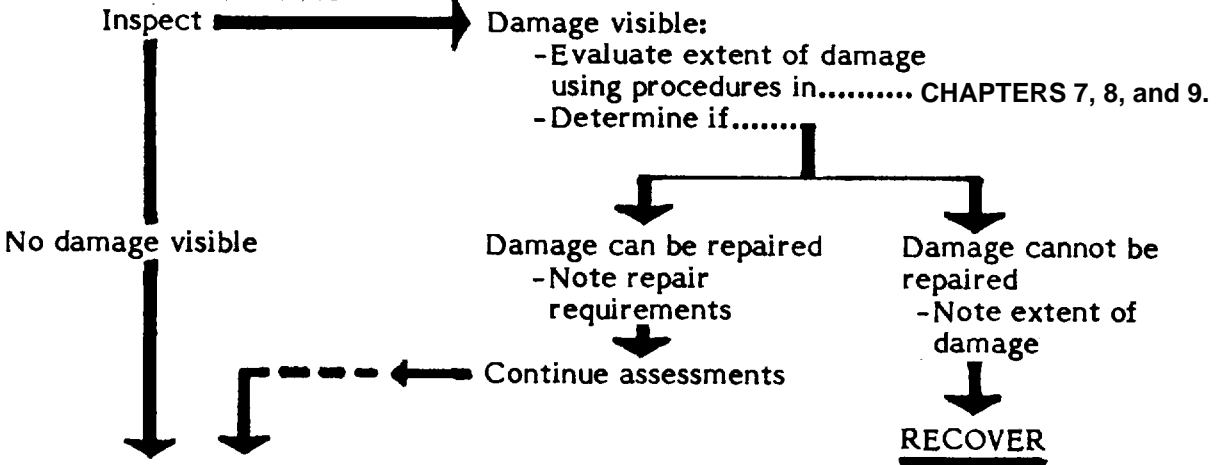 Inspect
Damage visible:
-Evaluate extent of damage
using procedures in.......... CHAPTERS 7, 8, and 9.
-Determine if........
No damage visible
Damage can be repaired
-Note repair
requirements
Continue assessments
Damage cannot be
repaired
-Note extent of
damage
RECOVER